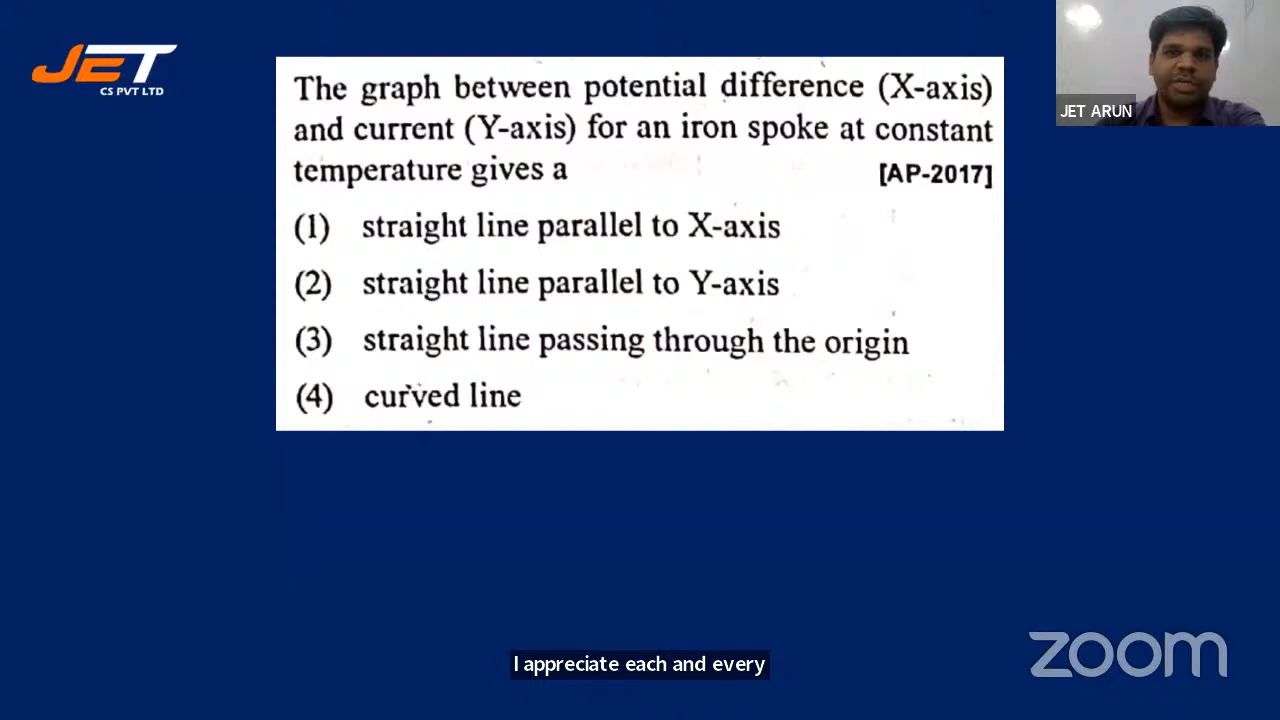 JET
CS PVT LTD
The graph between potential difference (X-axis)
and current (Y-axis) for an iron spoke at constant
temperature gives a [AP-2017]
(1) straight line parallel to X-axis
(2) straight line parallel to Y-axis
(3) straight line passing through the origin
(4) curved line
JET ARUN
I appreciate each and every
zoom